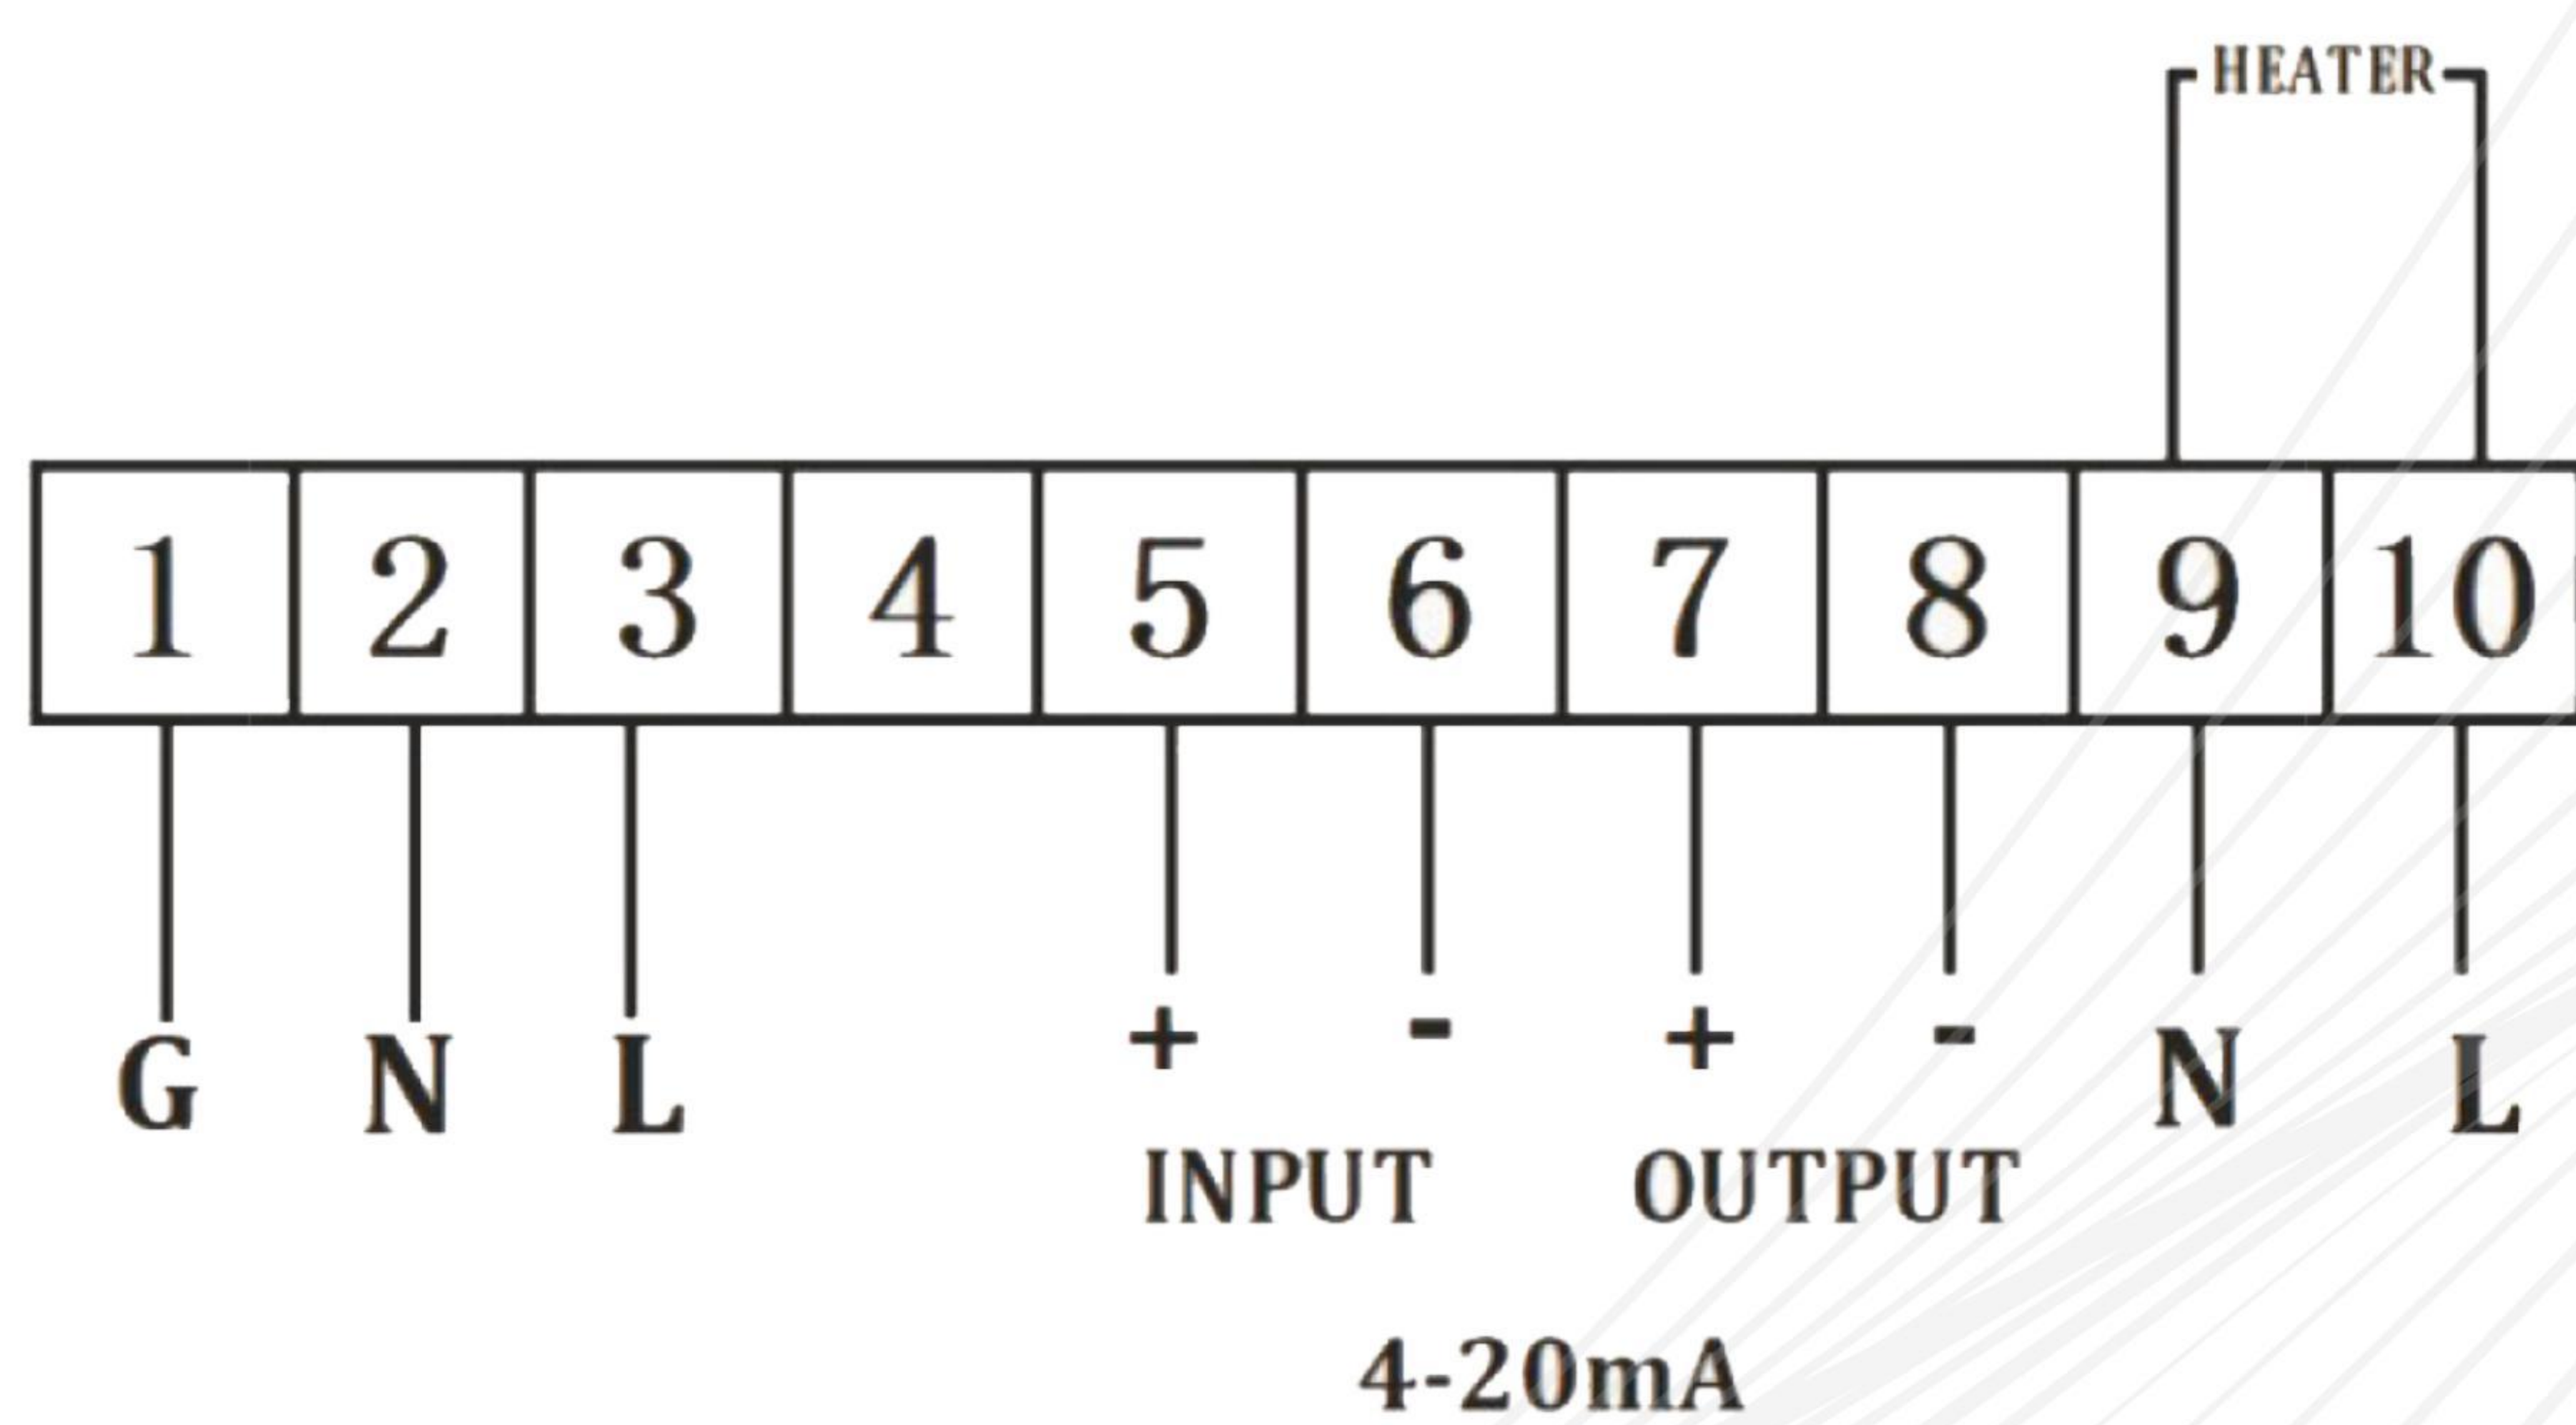 HEATER
1 2 3 4 5 6 7 8 9 10
G N L + - + - N L
INPUT OUTPUT
4-20mA